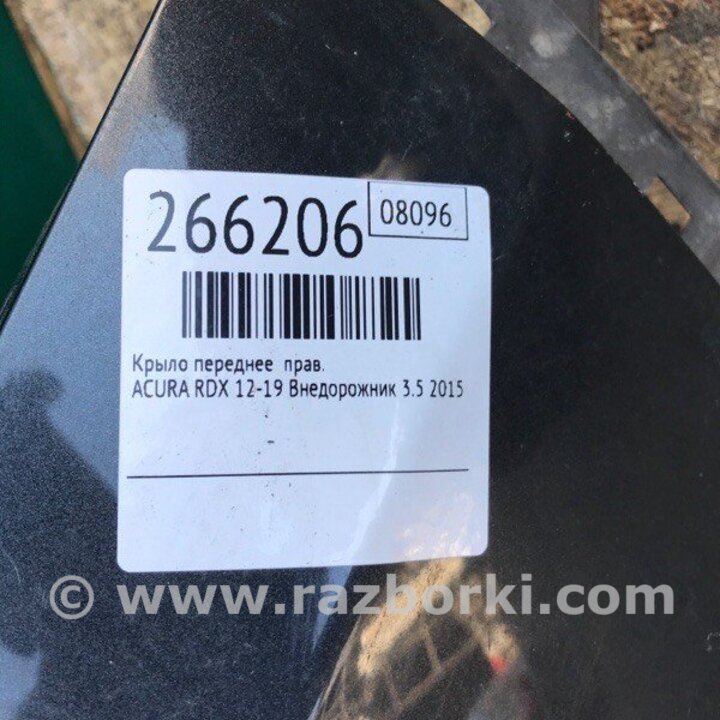 266206
08096
Крыло переднее прав.
ACURA RDX 12-19 Внедорожник 3.5 2015
© www.razborki.com